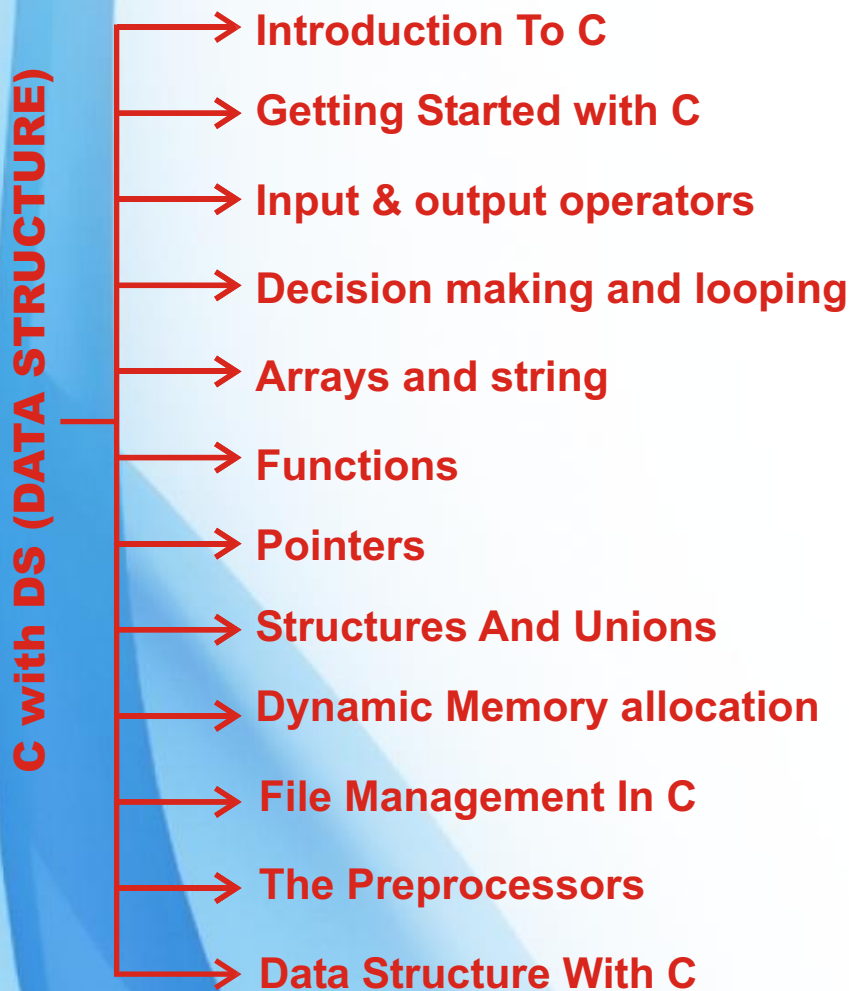 C with DS (DATA STRUCTURE)
Introduction To C
Getting Started with C
Input & output operators
Decision making and looping
Arrays and string
Functions
Pointers
Structures And Unions
Dynamic Memory allocation
File Management In C
The Preprocessors
Data Structure With C